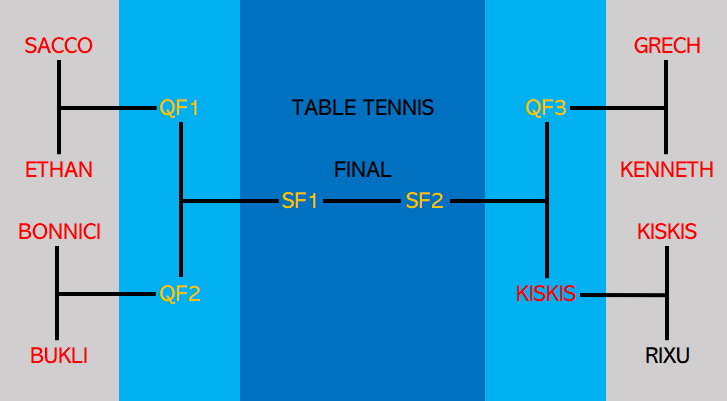 SACCO
GRECH
QF1
TABLE TENNIS
QF3
ETHAN
FINAL
KENNETH
SF1
SF2
BONNICI
KISKIS
QF2
KISKIS
BUKLI
RIXU